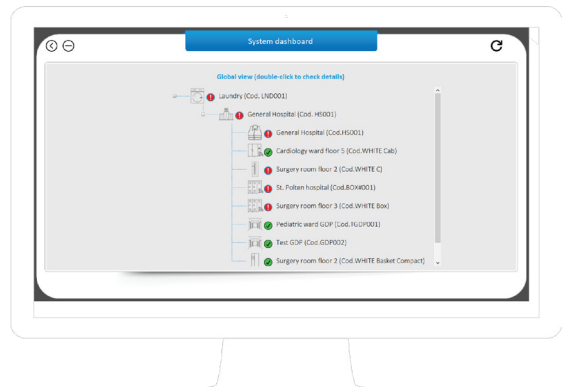 System dashboard
Global view (double-click to check details)
Laundry (Cod. LND001)
General Hospital (Cod. HS001)
General Hospital (Cod.HS001)
Cardiology ward floor 5 (Cod.WHITE Cab)
Surgery room floor 2 (Cod.WHITE C)
St. Polten hospital (Cod.BOX#001)
Surgery room floor 3 (Cod.WHITE Box)
Pediatric ward GDP (Cod.TGDP001)
Test GDP (Cod.GDP002)
Surgery room floor 2 (Cod.WHITE Basket Compact)